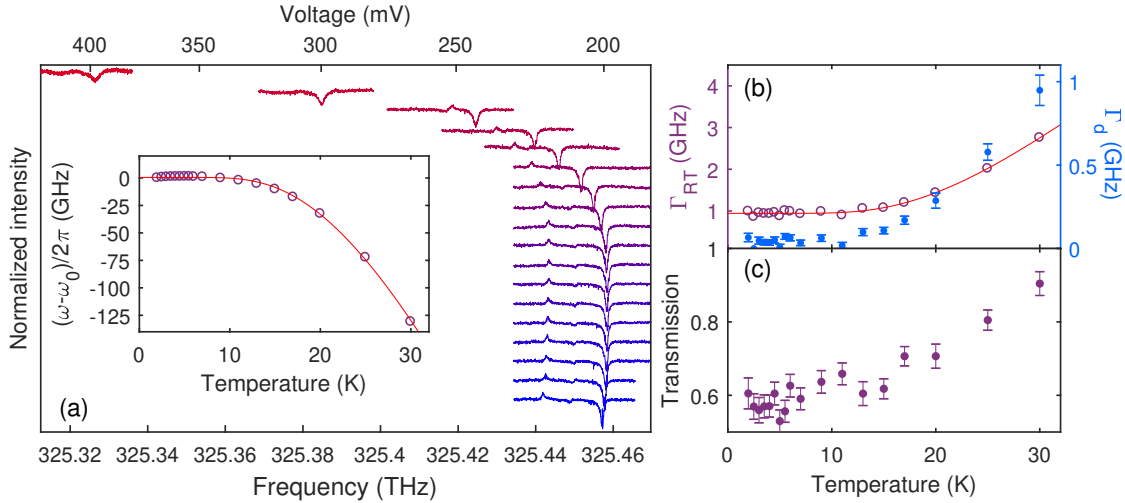 Voltage (mV)
400 350 300 250 200
Normalized intensity
(ω-ω0)/2π (GHz)
0
-25
-50
-75
-100
-125
0 10 20 30
Temperature (K)
(a)
325.32 325.34 325.36 325.38 325.4 325.42 325.44 325.46
Frequency (THz)
(b)
ΓRT (GHz)
4
3
2
1
Γd (GHz)
1
0.5
0
(c)
Transmission
1
0.8
0.6
0 10 20 30
Temperature (K)